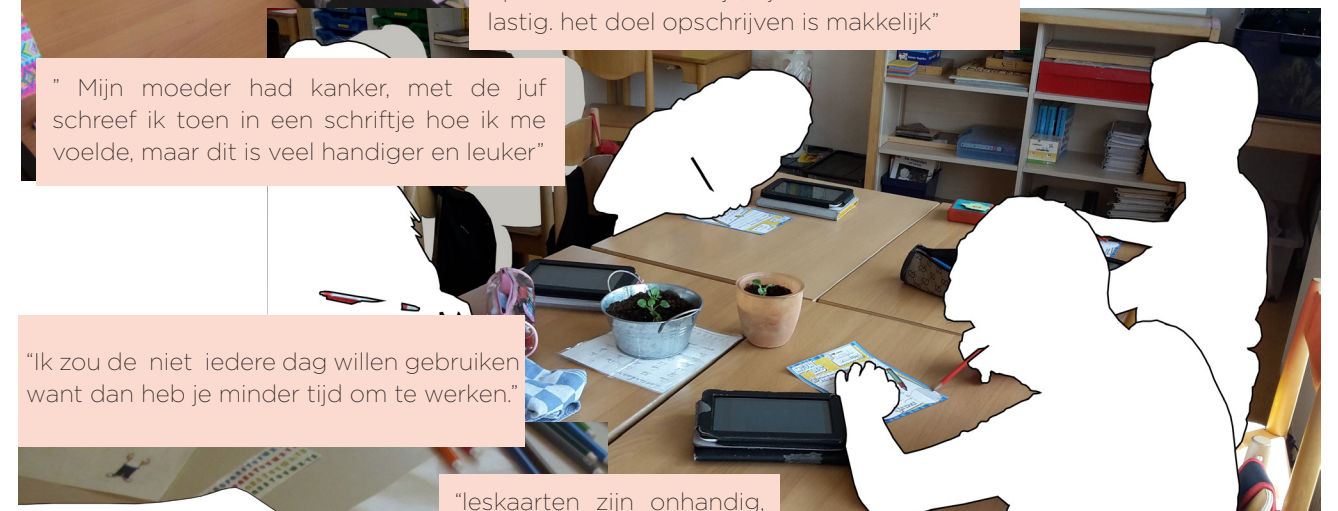 lastig. het doel opschrijven is makkelijk”
” Mijn moeder had kanker, met de juf
schreef ik toen in een schriftje hoe ik me
voelde, maar dit is veel handiger en leuker”
“Ik zou de niet iedere dag willen gebruiken
want dan heb je minder tijd om te werken.”
“leskaarten zijn onhandig,